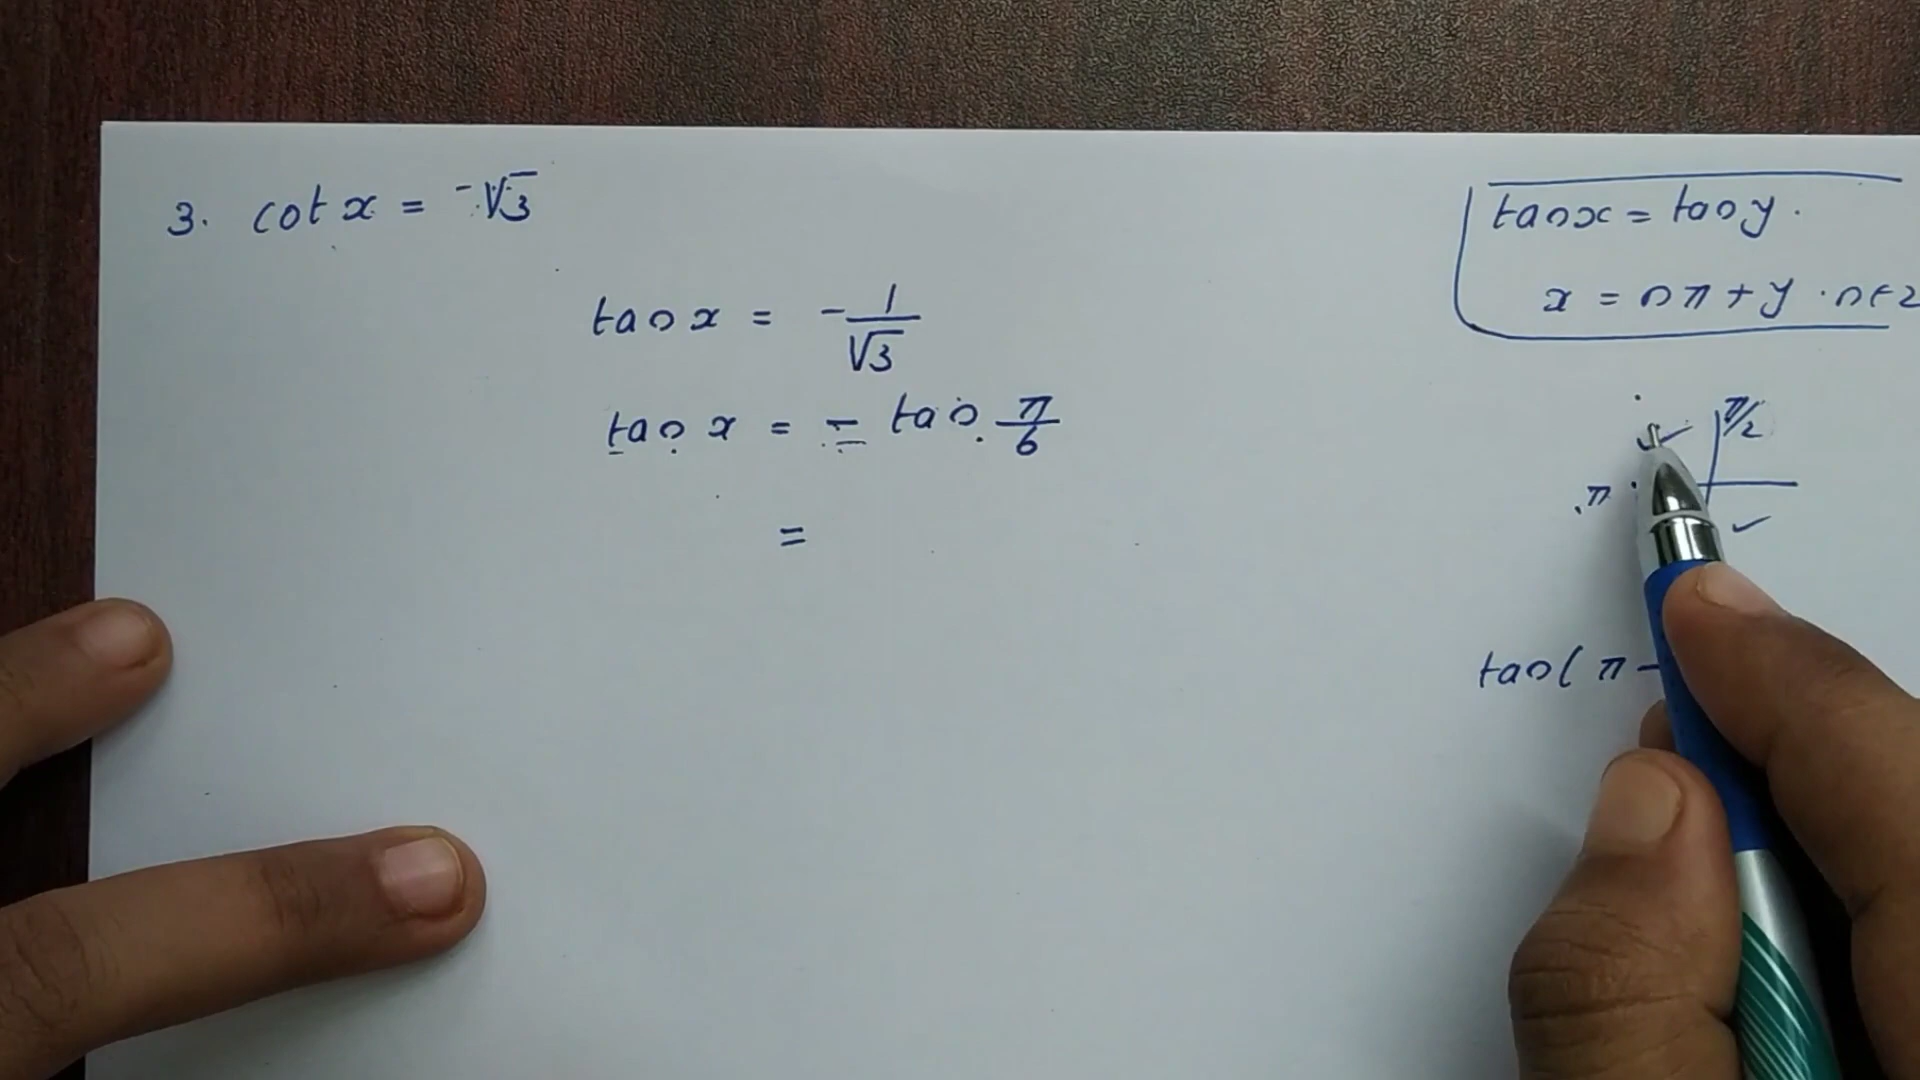 3. cot x = -√3
tan x = - 1/√3
tan x = - tan π/6
=
tan x = tan y.
x = nπ + y · n∈Z
π/2
π
tan( π -